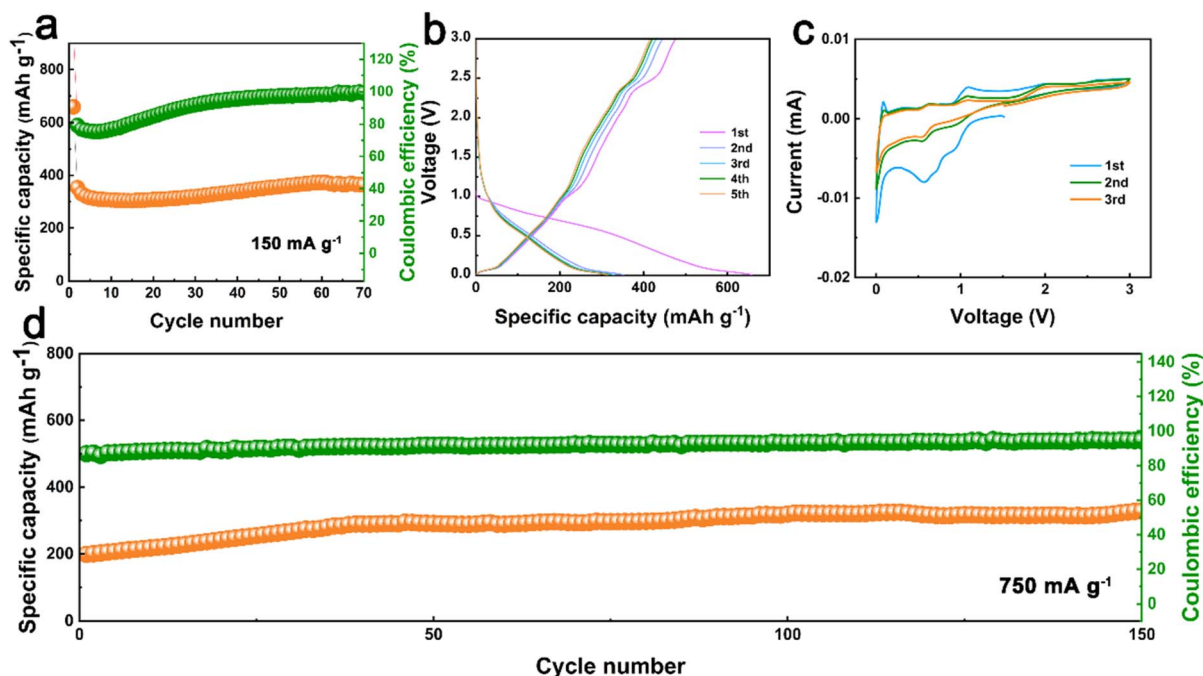 a
Specific capacity (mAh g⁻¹)
800
600
400
200
0
0 10 20 30 40 50 60 70
Cycle number
150 mA g⁻¹
120
100
80
60
40
20
0
Coulombic efficiency (%)
b
Voltage (V)
3.0
2.5
2.0
1.5
1.0
0.5
0.0
0 200 400 600
Specific capacity (mAh g⁻¹)
1st
2nd
3rd
4th
5th
c
Current (mA)
0.01
0.00
-0.01
-0.02
0 1 2 3
Voltage (V)
1st
2nd
3rd
d
Specific capacity (mAh g⁻¹)
800
600
400
200
0
0 50 100 150
Cycle number
750 mA g⁻¹
140
120
100
80
60
40
20
0
Coulombic efficiency (%)